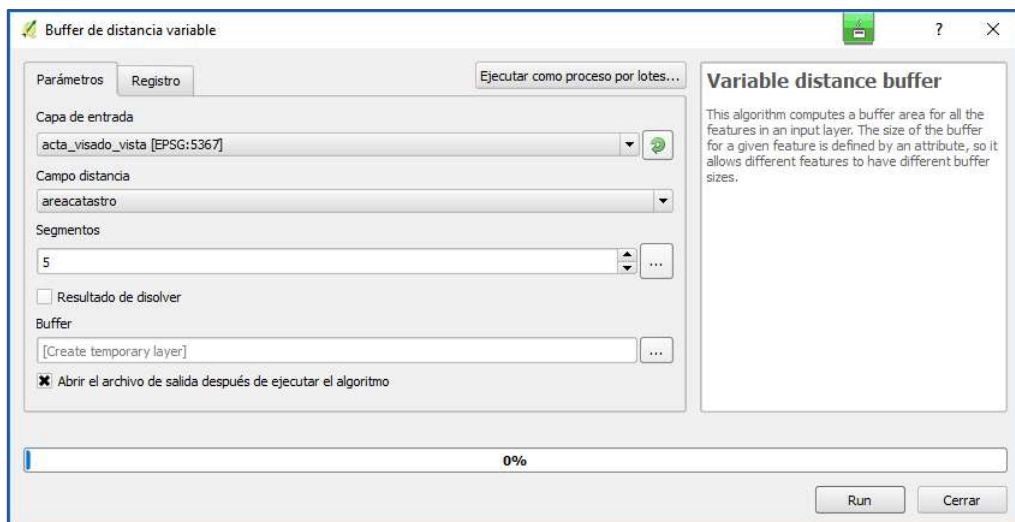 Buffer de distancia variable
?
Parámetros
Registro
Ejecutar como proceso por lotes...
Capa de entrada
acta_visado_vista [EPSG:5367]
Campo distancia
areacatastro
Segmentos
5
...
Resultado de disolver
Buffer
[Create temporary layer]
...
Abrir el archivo de salida después de ejecutar el algoritmo
Variable distance buffer
This algorithm computes a buffer area for all the
features in an input layer. The size of the buffer
for a given feature is defined by an attribute, so it
allows different features to have different buffer
sizes.
0%
Run
Cerrar